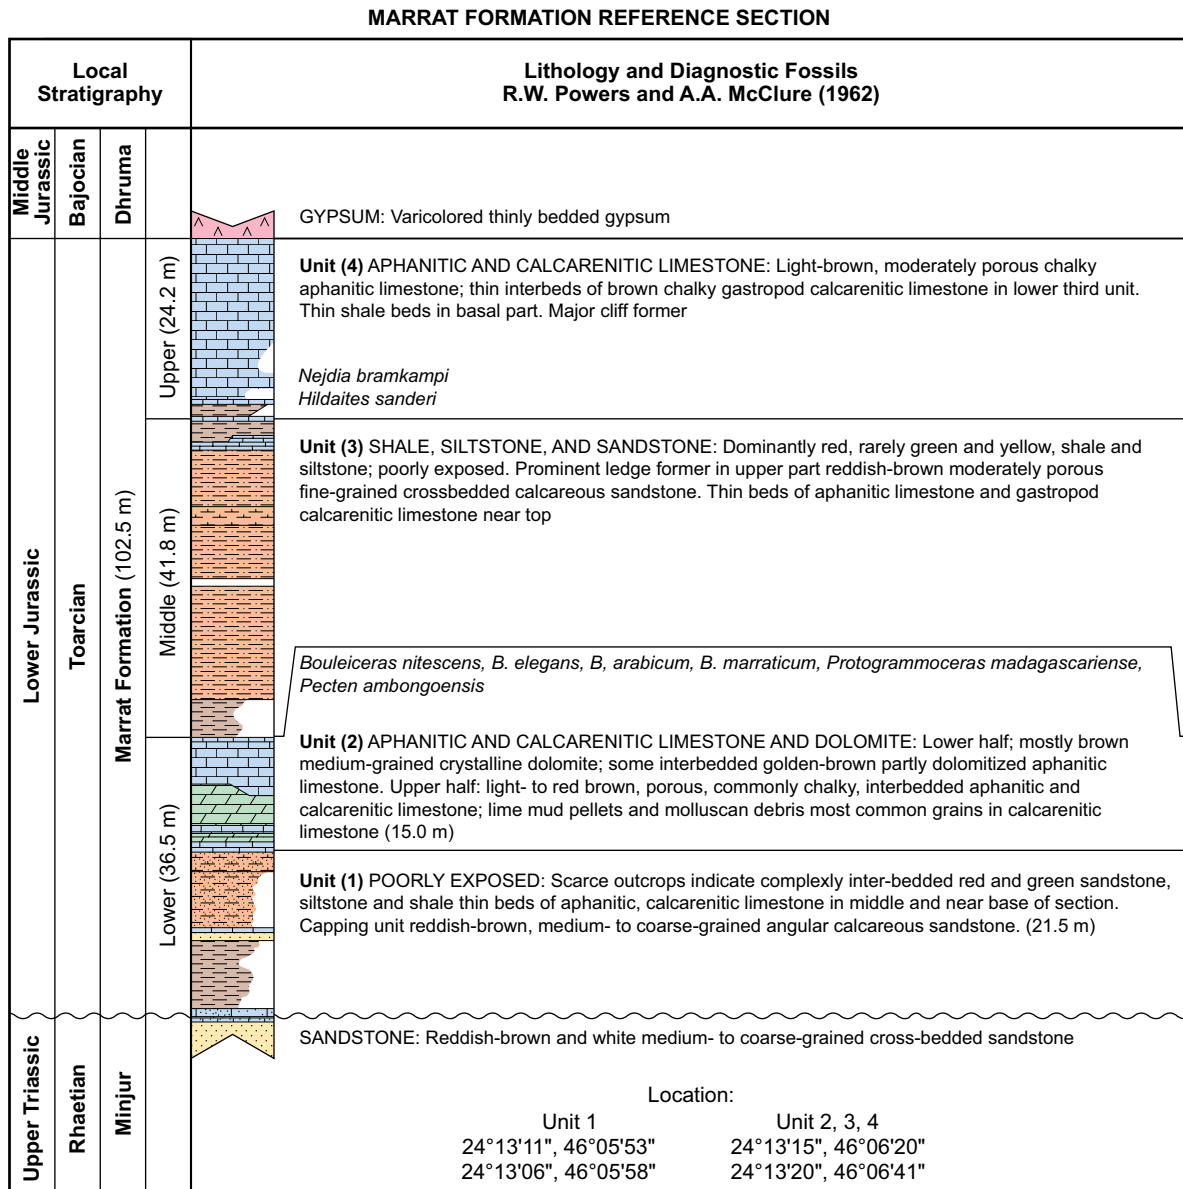 MARRAT FORMATION REFERENCE SECTION
Local
Stratigraphy
Lithology and Diagnostic Fossils
R.W. Powers and A.A. McClure (1962)
Middle
Jurassic
Bajocian
Dhruma
GYPSUM: Varicolored thinly bedded gypsum
Lower Jurassic
Toarcian
Marrat Formation (102.5 m)
Upper (24.2 m)
Unit (4) APHANITIC AND CALCARENITIC LIMESTONE: Light-brown, moderately porous chalky
aphanitic limestone; thin interbeds of brown chalky gastropod calcarenitic limestone in lower third unit.
Thin shale beds in basal part. Major cliff former
Nejdia bramkampi
Hildaites sanderi
Middle (41.8 m)
Unit (3) SHALE, SILTSTONE, AND SANDSTONE: Dominantly red, rarely green and yellow, shale and
siltstone; poorly exposed. Prominent ledge former in upper part reddish-brown moderately porous
fine-grained crossbedded calcareous sandstone. Thin beds of aphanitic limestone and gastropod
calcarenitic limestone near top
Bouleiceras nitescens, B. elegans, B, arabicum, B. marraticum, Protogrammoceras madagascariense,
Pecten ambongoensis
Lower (36.5 m)
Unit (2) APHANITIC AND CALCARENITIC LIMESTONE AND DOLOMITE: Lower half; mostly brown
medium-grained crystalline dolomite; some interbedded golden-brown partly dolomitized aphanitic
limestone. Upper half: light- to red brown, porous, commonly chalky, interbedded aphanitic and
calcarenitic limestone; lime mud pellets and molluscan debris most common grains in calcarenitic
limestone (15.0 m)
Unit (1) POORLY EXPOSED: Scarce outcrops indicate complexly inter-bedded red and green sandstone,
siltstone and shale thin beds of aphanitic, calcarenitic limestone in middle and near base of section.
Capping unit reddish-brown, medium- to coarse-grained angular calcareous sandstone. (21.5 m)
Upper Triassic
Rhaetian
Minjur
SANDSTONE: Reddish-brown and white medium- to coarse-grained cross-bedded sandstone
Location:
Unit 1
24°13'11", 46°05'53"
24°13'06", 46°05'58"
Unit 2, 3, 4
24°13'15", 46°06'20"
24°13'20", 46°06'41"